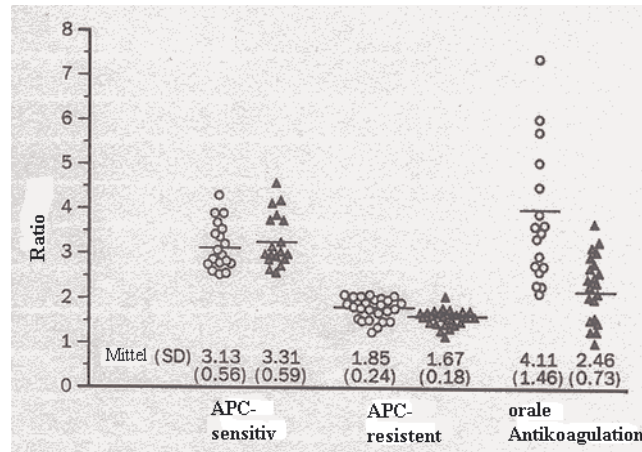 8
7
6
5
4
3
2
1
0
Ratio
Mittel (SD) 3.13 3.31 1.85 1.67 4.11 2.46
(0.56) (0.59) (0.24) (0.18) (1.46) (0.73)
APC-
sensitiv
APC-
resistent
orale
Antikoagulation